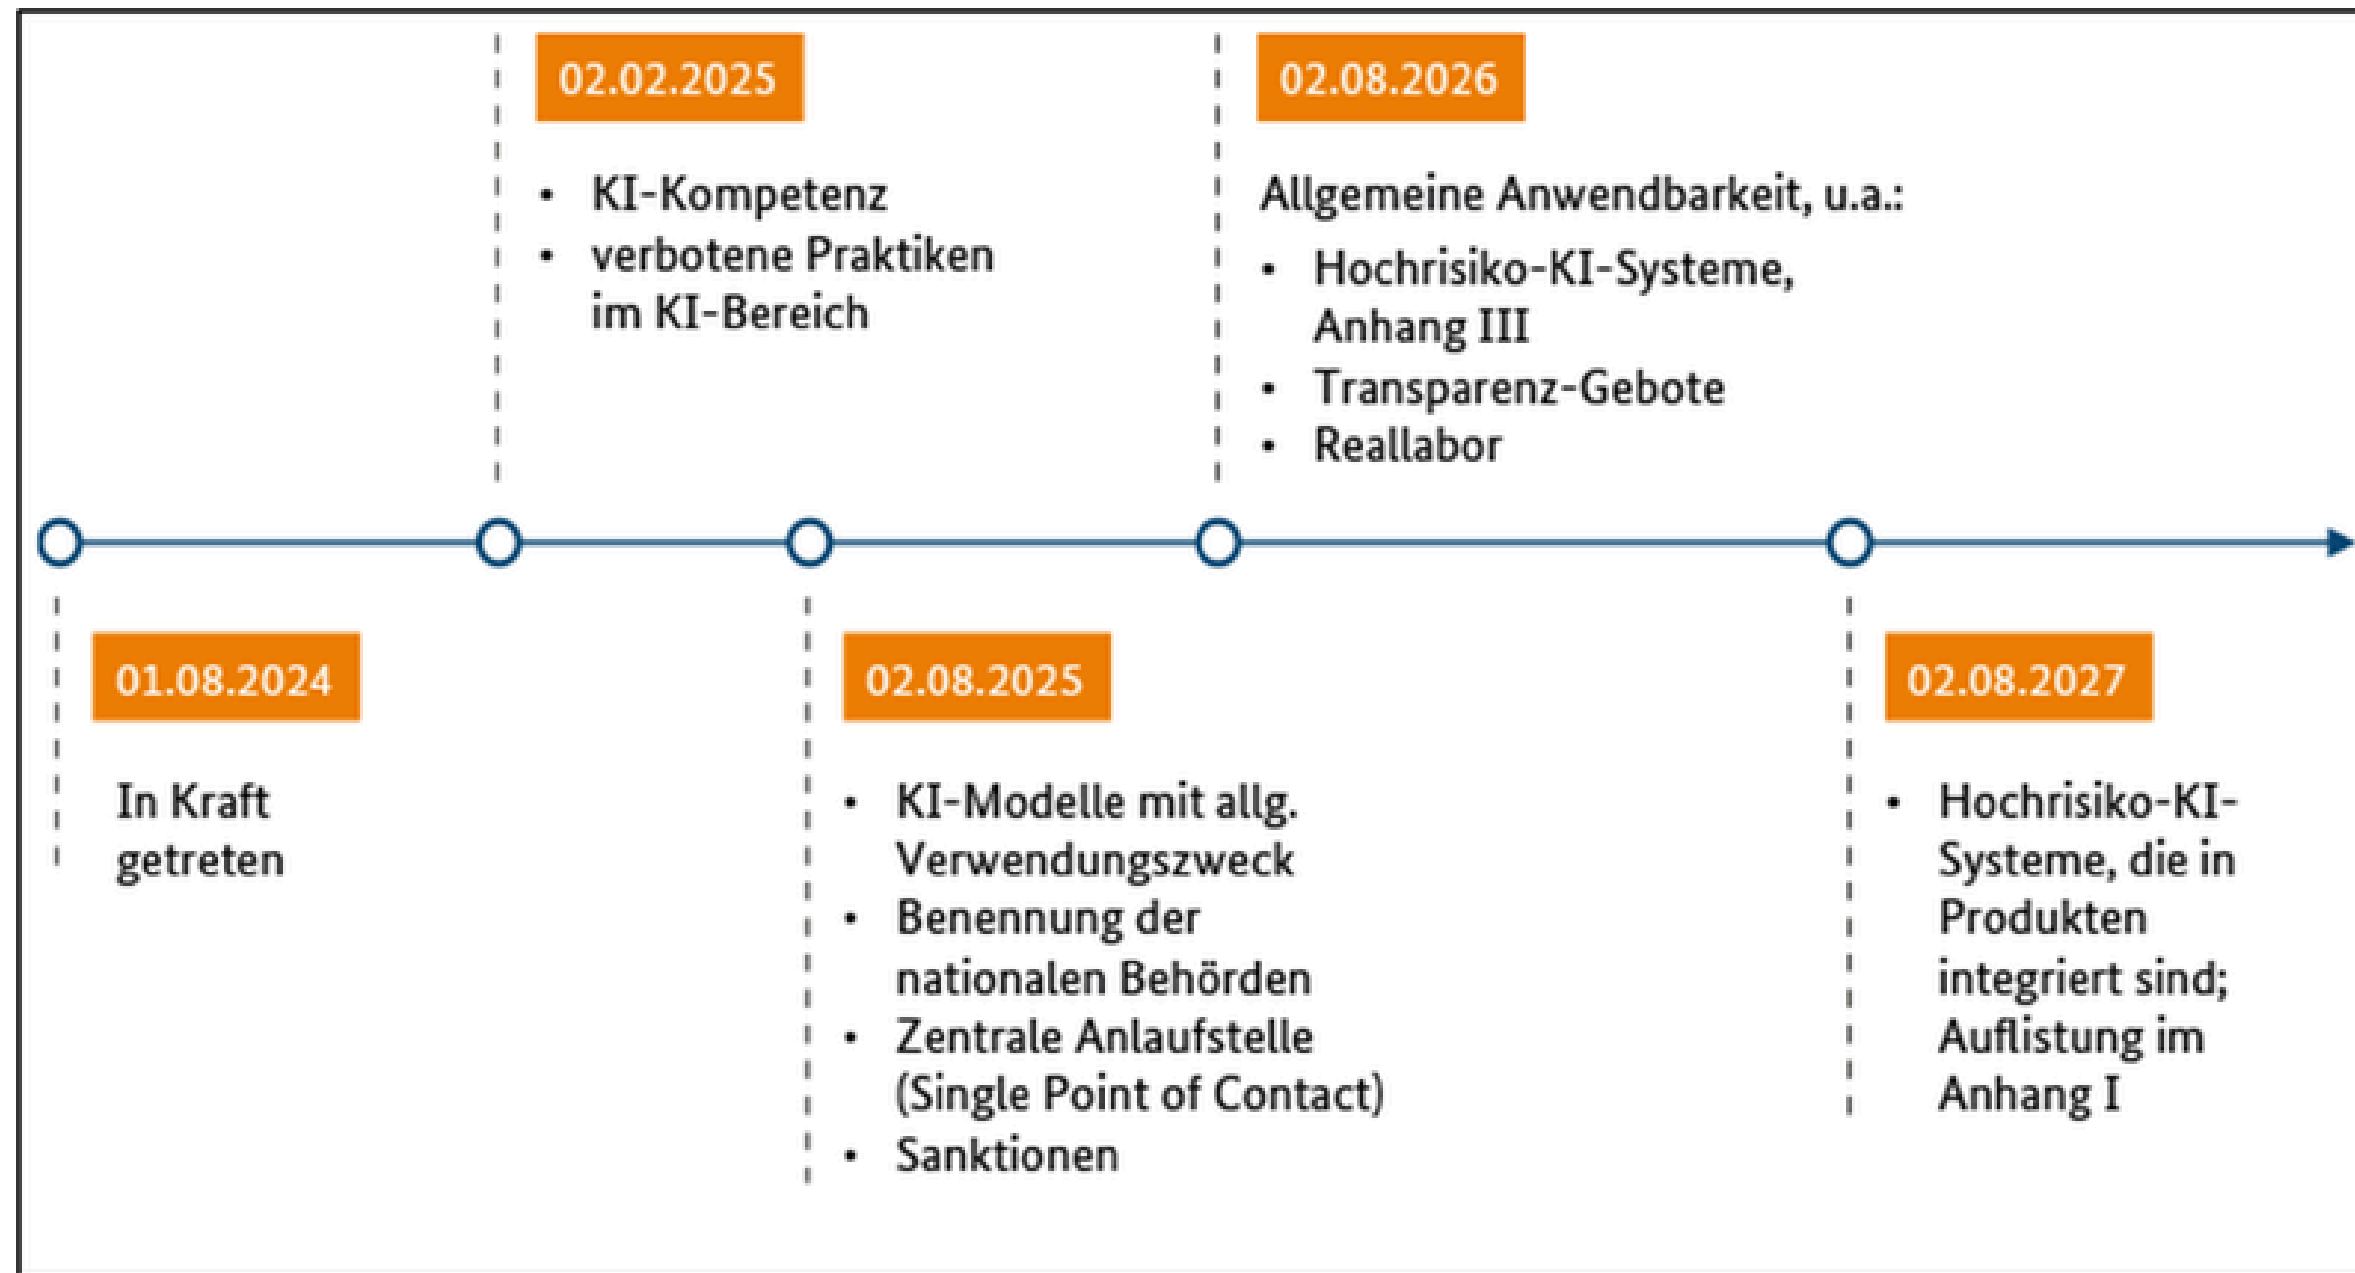 01.08.2024
In Kraft
getreten
02.02.2025
• KI-Kompetenz
• verbotene Praktiken
im KI-Bereich
02.08.2025
• KI-Modelle mit allg.
Verwendungszweck
• Benennung der
nationalen Behörden
• Zentrale Anlaufstelle
(Single Point of Contact)
• Sanktionen
02.08.2026
Allgemeine Anwendbarkeit, u.a.:
• Hochrisiko-KI-Systeme,
Anhang III
• Transparenz-Gebote
• Reallabor
02.08.2027
• Hochrisiko-KI-
Systeme, die in
Produkten
integriert sind;
Auflistung im
Anhang I